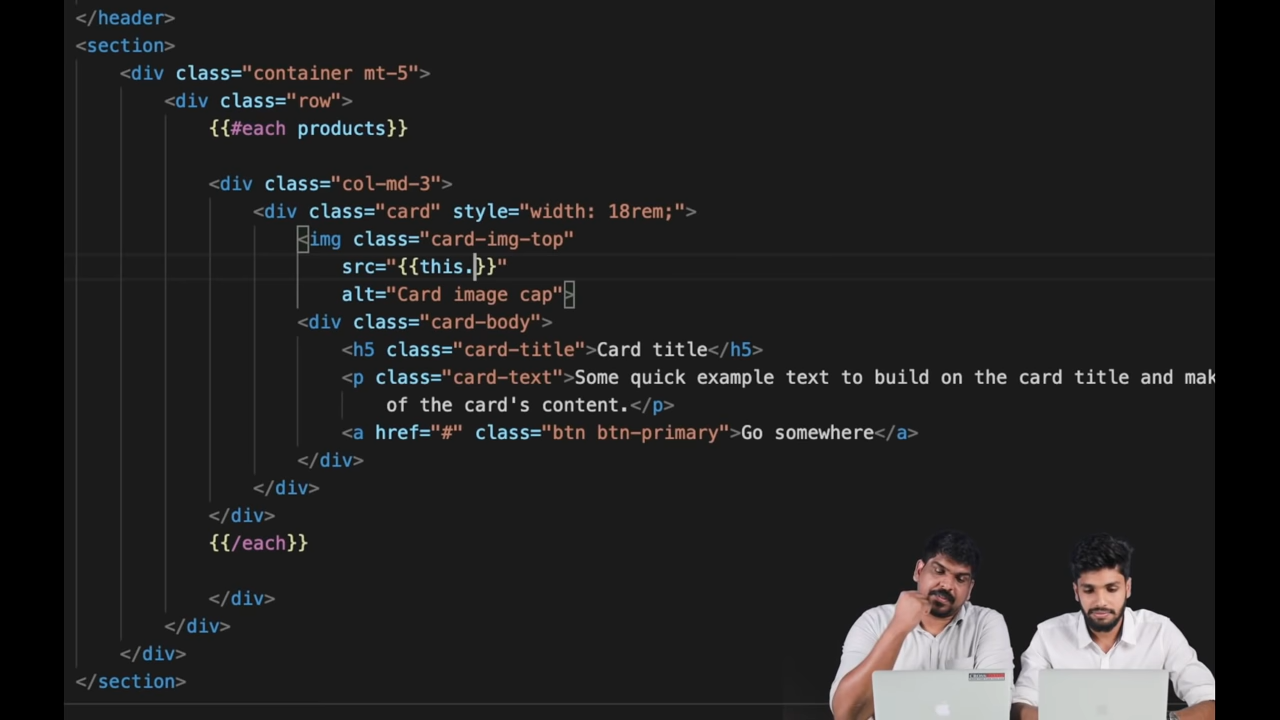 </header>
<section>
<div class="container mt-5">
<div class="row">
{{#each products}}
<div class="col-md-3">
<div class="card" style="width: 18rem;">
<img class="card-img-top"
src="{{this.}}"
alt="Card image cap">
<div class="card-body">
<h5 class="card-title">Card title</h5>
<p class="card-text">Some quick example text to build on the card title and mak
of the card's content.</p>
<a href="#" class="btn btn-primary">Go somewhere</a>
</div>
</div>
</div>
{{/each}}
</div>
</div>
</div>
</section>